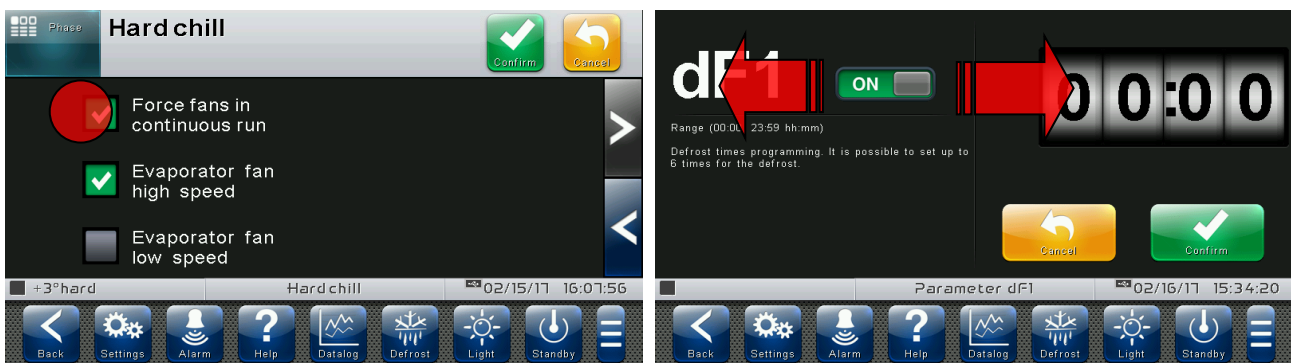 Phase
Hard chill
Confirm
Cancel
Force fans in
continuous run
Evaporator fan
high speed
Evaporator fan
low speed
+3°hard
Hard chill
02/15/17 16:07:56
Back
Settings
Alarm
Help
Datalog
Defrost
Light
Standby
dF1
ON
00:00
Range (00:00 23:59 hh:mm)
Defrost times programming. It is possible to set up to
6 times for the defrost.
Cancel
Confirm
Parameter dF1
02/16/17 15:34:20
Back
Settings
Alarm
Help
Datalog
Defrost
Light
Standby